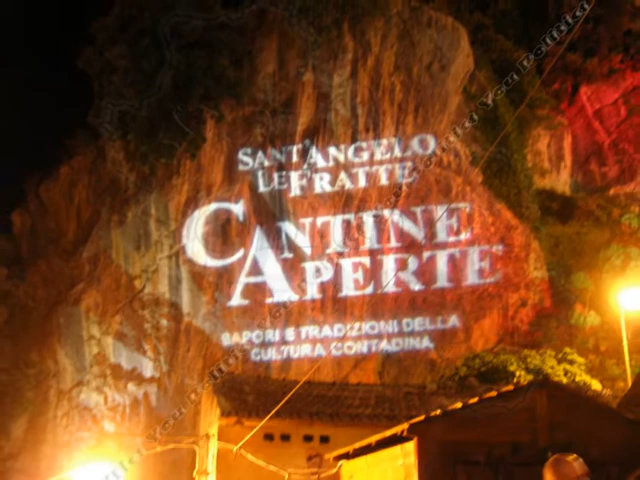 SANT'ANGELO
LE FRATTE
CANTINE
APERTE
SAPORI E TRADIZIONI DELLA
CULTURA CONTADINA